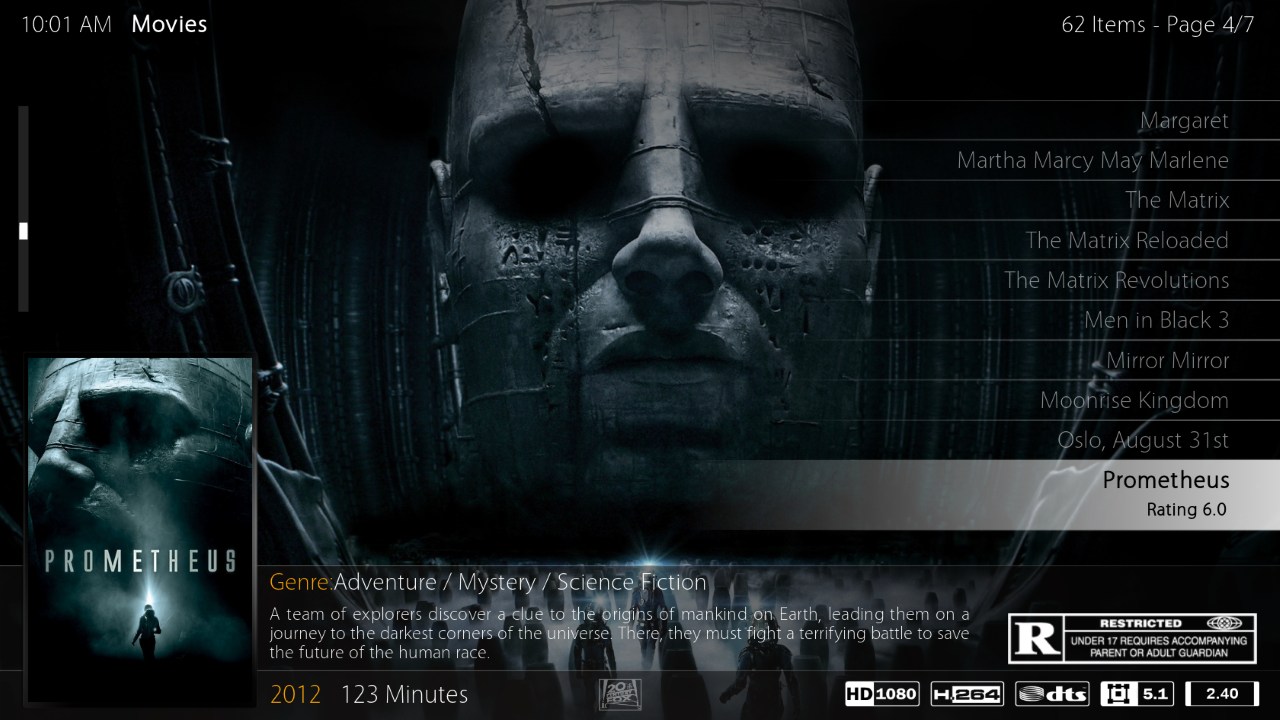 10:01 AM Movies
62 Items - Page 4/7
Margaret
Martha Marcy May Marlene
The Matrix
The Matrix Reloaded
The Matrix Revolutions
Men in Black 3
Mirror Mirror
Moonrise Kingdom
Oslo, August 31st
Prometheus
Rating 6.0
PROMETHEUS
Genre:Adventure / Mystery / Science Fiction
A team of explorers discover a clue to the origins of mankind on Earth, leading them on a
journey to the darkest corners of the universe. There, they must fight a terrifying battle to save
the future of the human race.
R RESTRICTED
UNDER 17 REQUIRES ACCOMPANYING
PARENT OR ADULT GUARDIAN
2012 123 Minutes
20th Century Fox
HD 1080 H.264 dts 5.1 2.40